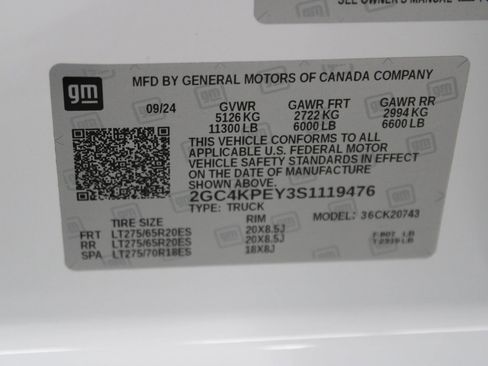 SEE OWNER'S MANUAL
gm
MFD BY GENERAL MOTORS OF CANADA COMPANY
09/24 GVWR GAWR FRT GAWR RR
5126 KG 2722 KG 2994 KG
11300 LB 6000 LB 6600 LB
THIS VEHICLE CONFORMS TO ALL
APPLICABLE U.S. FEDERAL MOTOR
VEHICLE SAFETY STANDARDS IN EFFECT
ON THE DATE OF MANUFACTURE
SHOWN ABOVE.
2GC4KPEY3S1119476
TYPE: TRUCK MODEL: 36CK20743
TIRE SIZE RIM
FRT LT275/65R20ES 20X8.5J
RR LT275/65R20ES 20X8.5J
SPA LT275/70R18ES 18X8J